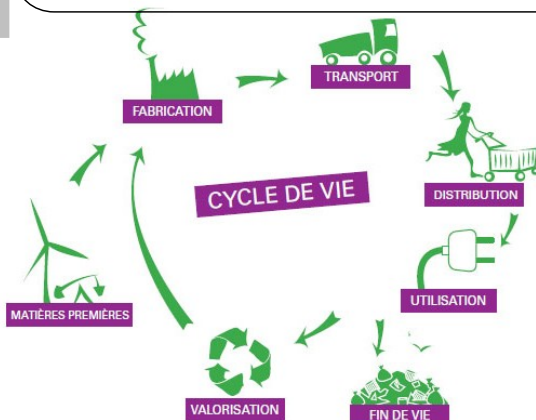 TRANSPORT
FABRICATION
CYCLE DE VIE
DISTRIBUTION
UTILISATION
MATIÈRES PREMIÈRES
VALORISATION
FIN DE VIE